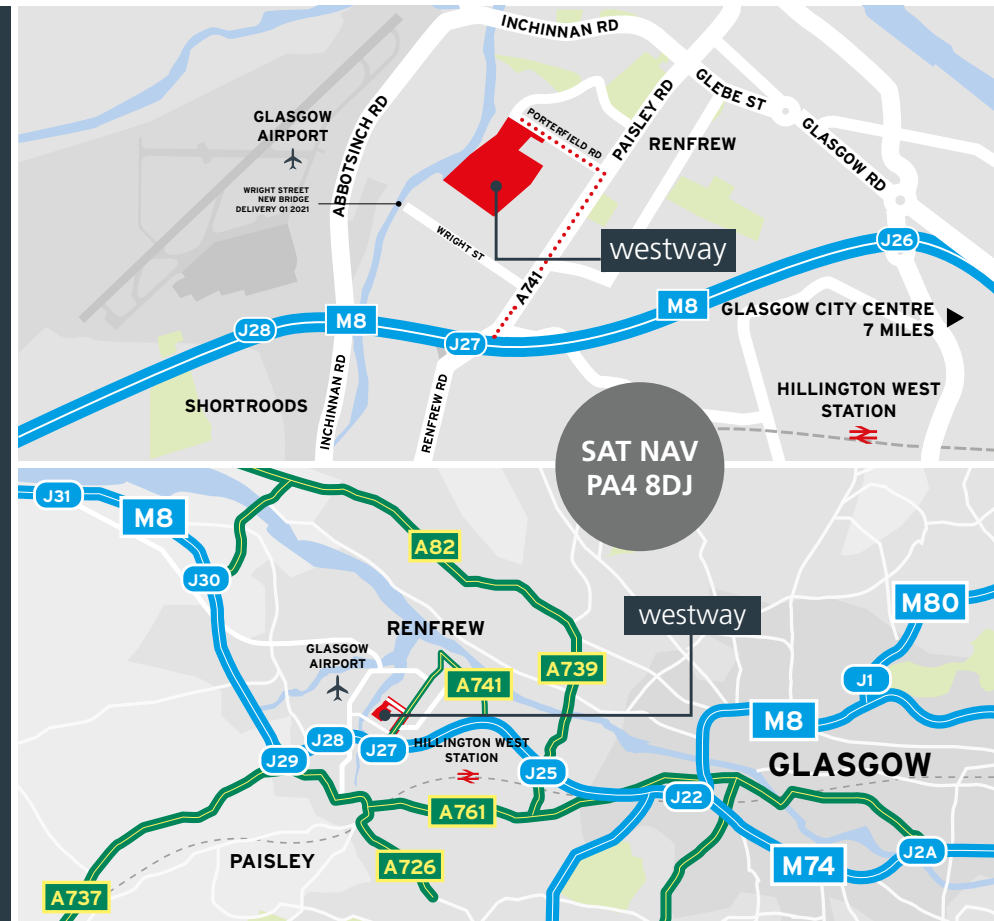 INCHINNAN RD
GLASGOW
AIRPORT
ABBOTSINCH RD
PORTERFIELD RD
PAISLEY RD
GLEBE ST
RENFREW
GLASGOW RD
WRIGHT STREET
NEW BRIDGE
DELIVERY Q1 2021
WRIGHT ST
westway
A741
J26
M8
GLASGOW CITY CENTRE
7 MILES
M8
J28
J27
INCHINNAN RD
RENFREW RD
SHORTROODS
HILLINGTON WEST
STATION
SAT NAV
PA4 8DJ
J31
M8
A82
J30
M80
westway
RENFREW
GLASGOW
AIRPORT
A739
A741
J1
M8
J28
J27
HILLINGTON WEST
STATION
J29
J25
GLASGOW
J22
A761
PAISLEY
A726
M74
J2A
A737